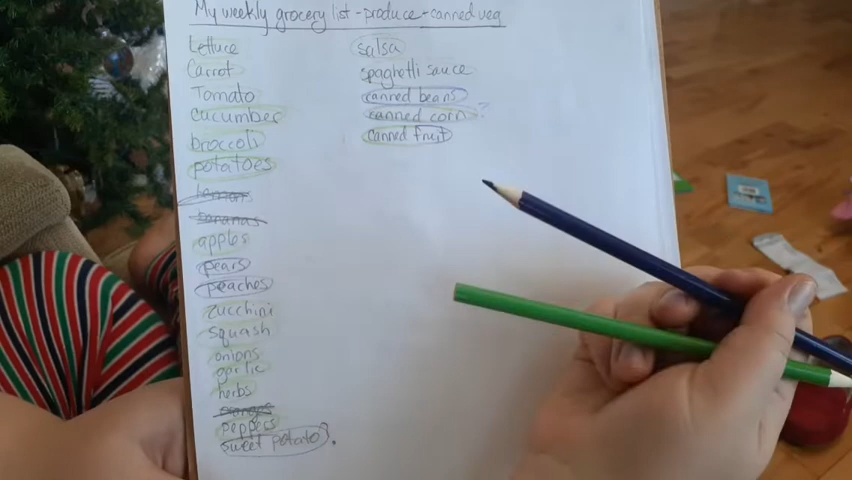 My weekly grocery list - produce - canned veg
Lettuce
Carrot
Tomato
cucumber
broccoli
potatoes
bananas
apples
pears
peaches
zucchini
squash
onions
garlic
herbs
peppers
sweet potato?.
salsa
spaghetti sauce
canned beans
canned corn ?
canned fruit